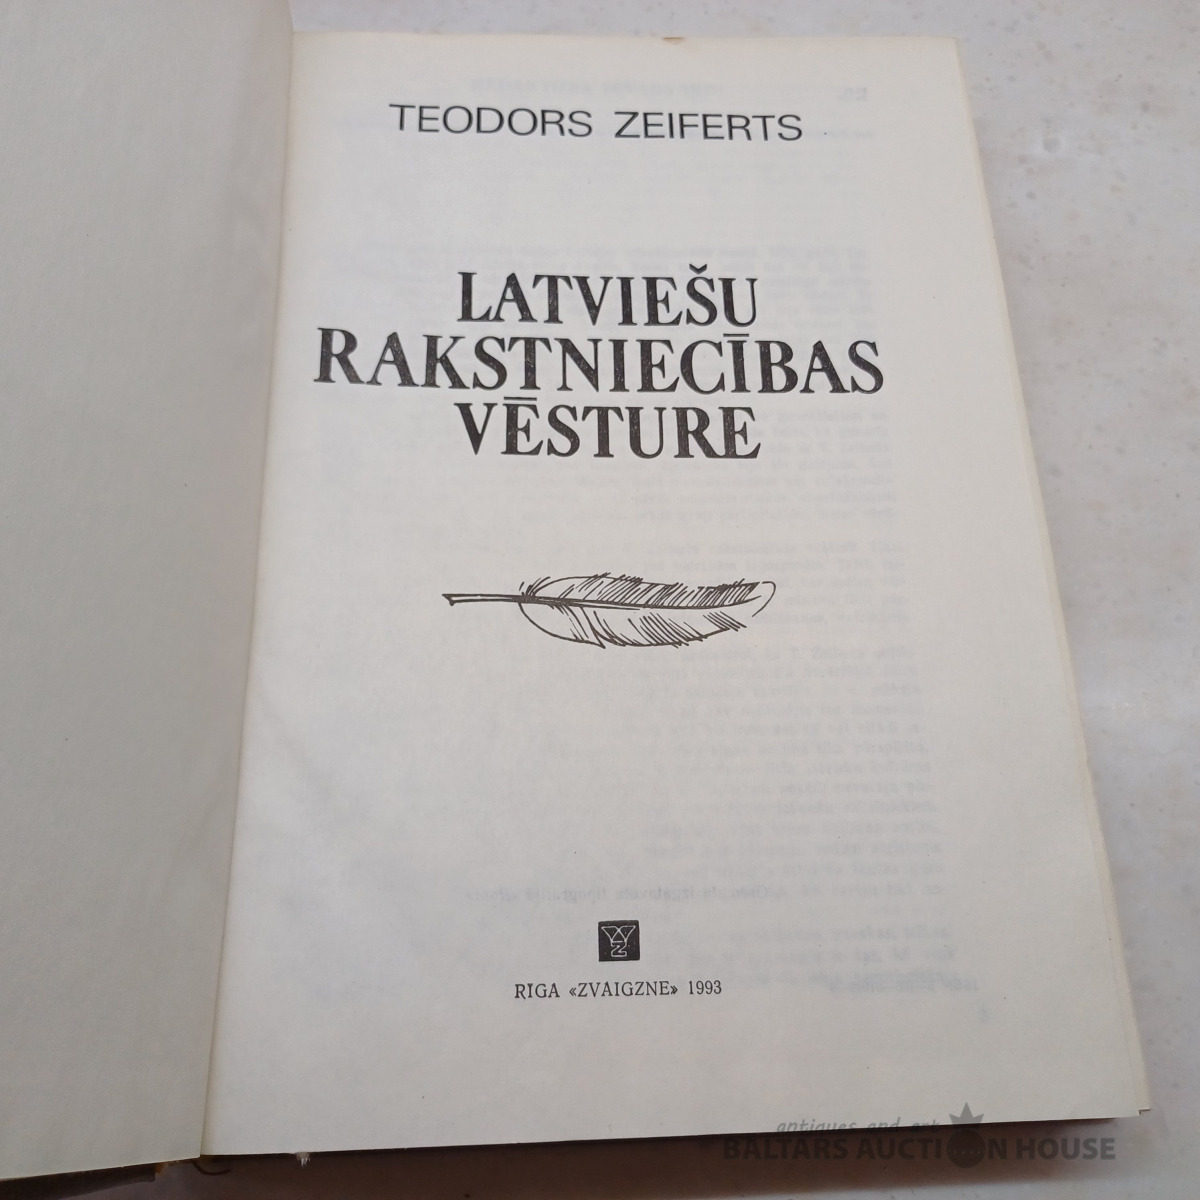 TEODORS ZEIFERTS
LATVIEŠU
RAKSTNIECĪBAS
VĒSTURE
RIGA «ZVAIGZNE» 1993
antiques and art
BALTARS AUCTION HOUSE